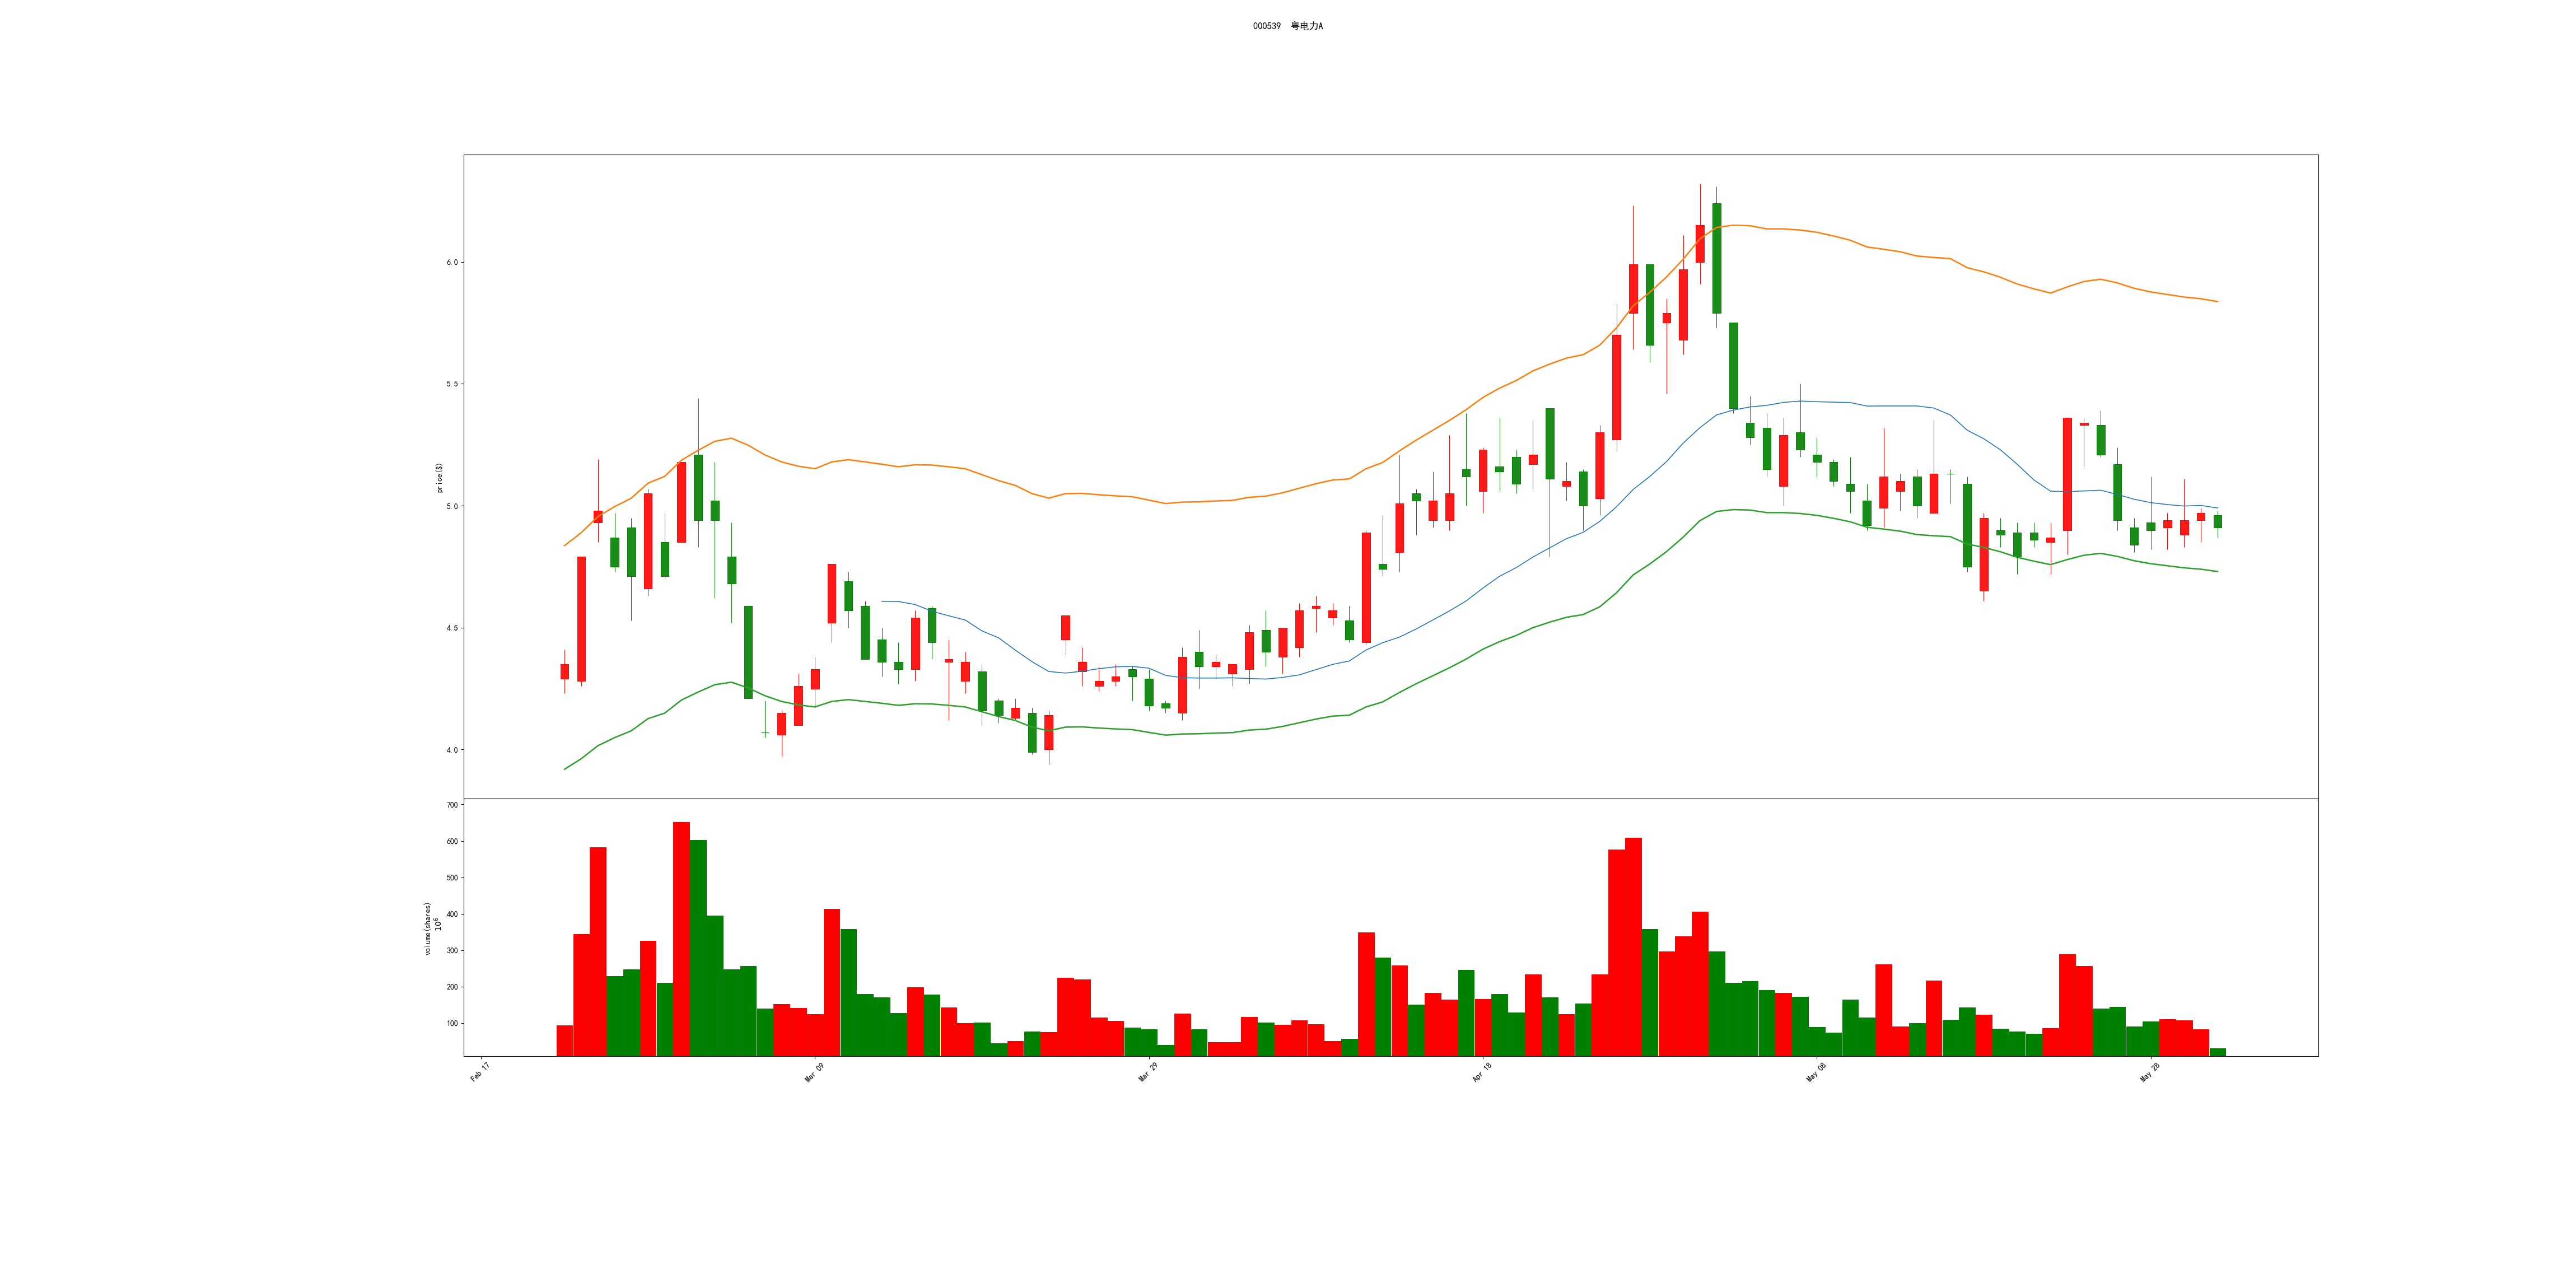 000539  粤电力A
price($)
6.0
5.5
5.0
4.5
4.0
volume(shares)
10⁶
700
600
500
400
300
200
100
Feb 17
Mar 09
Mar 29
Apr 18
May 08
May 28